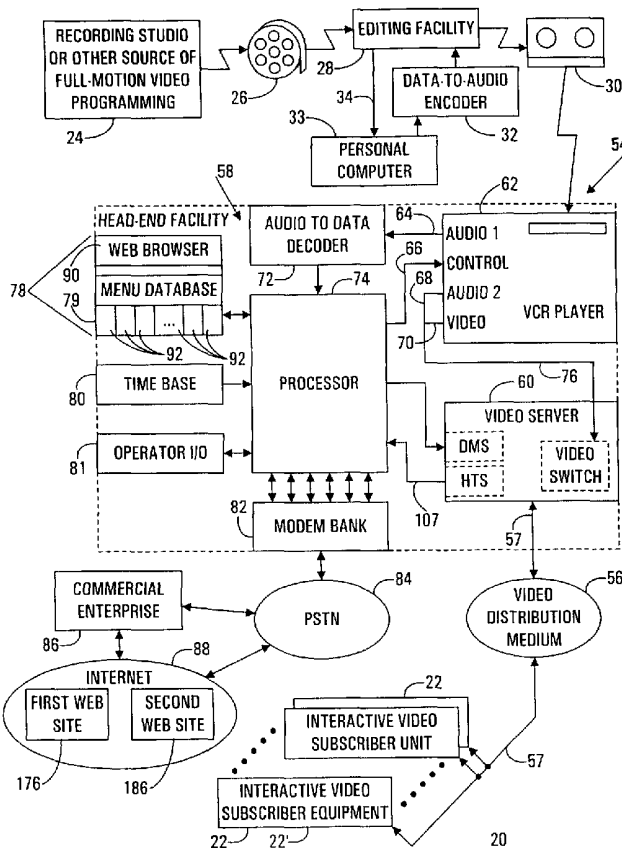 RECORDING STUDIO
OR OTHER SOURCE OF
FULL-MOTION VIDEO
PROGRAMMING
24
26
EDITING FACILITY
28
34
DATA-TO-AUDIO
ENCODER
32
30
33
PERSONAL
COMPUTER
54
58
HEAD-END FACILITY
62
AUDIO TO DATA
DECODER
72
64
AUDIO 1
66
CONTROL
68
AUDIO 2
VIDEO
70
VCR PLAYER
74
WEB BROWSER
90
MENU DATABASE
78
79
...
92
92
TIME BASE
80
PROCESSOR
OPERATOR I/O
81
76
60
VIDEO SERVER
DMS
HTS
VIDEO
SWITCH
107
82
MODEM BANK
57
COMMERCIAL
ENTERPRISE
86
84
PSTN
56
VIDEO
DISTRIBUTION
MEDIUM
88
INTERNET
FIRST WEB
SITE
SECOND
WEB SITE
176
186
22
INTERACTIVE VIDEO
SUBSCRIBER UNIT
57
INTERACTIVE VIDEO
SUBSCRIBER EQUIPMENT
22
22'
20